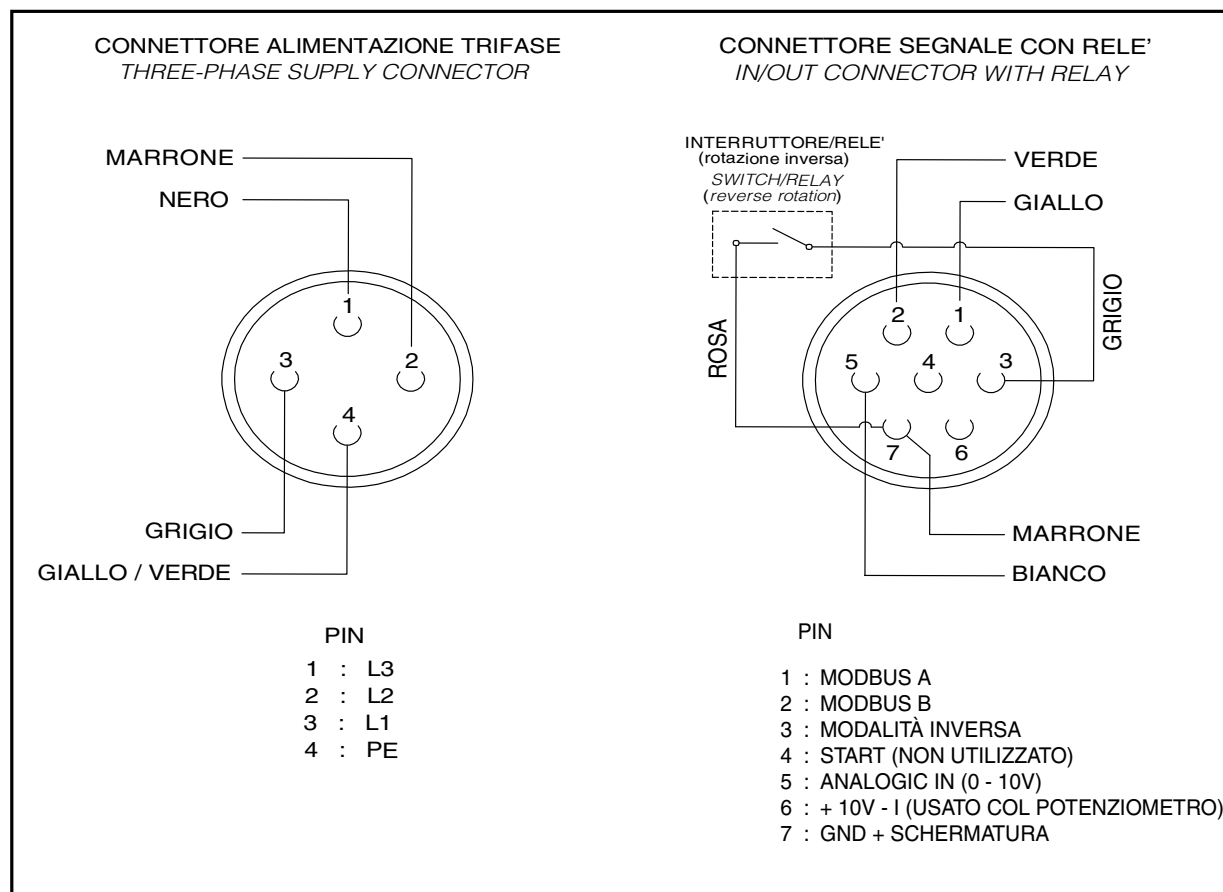 CONNETTORE ALIMENTAZIONE TRIFASE
THREE-PHASE SUPPLY CONNECTOR
MARRONE
NERO
1
3
2
4
GRIGIO
GIALLO / VERDE
PIN
1 : L3
2 : L2
3 : L1
4 : PE
CONNETTORE SEGNALE CON RELE'
IN/OUT CONNECTOR WITH RELAY
INTERRUTTORE/RELE'
(rotazione inversa)
SWITCH/RELAY
(reverse rotation)
VERDE
GIALLO
ROSA
GRIGIO
2
1
5
4
3
7
6
MARRONE
BIANCO
PIN
1 : MODBUS A
2 : MODBUS B
3 : MODALITÀ INVERSA
4 : START (NON UTILIZZATO)
5 : ANALOGIC IN (0 - 10V)
6 : + 10V - I (USATO COL POTENZIOMETRO)
7 : GND + SCHERMATURA